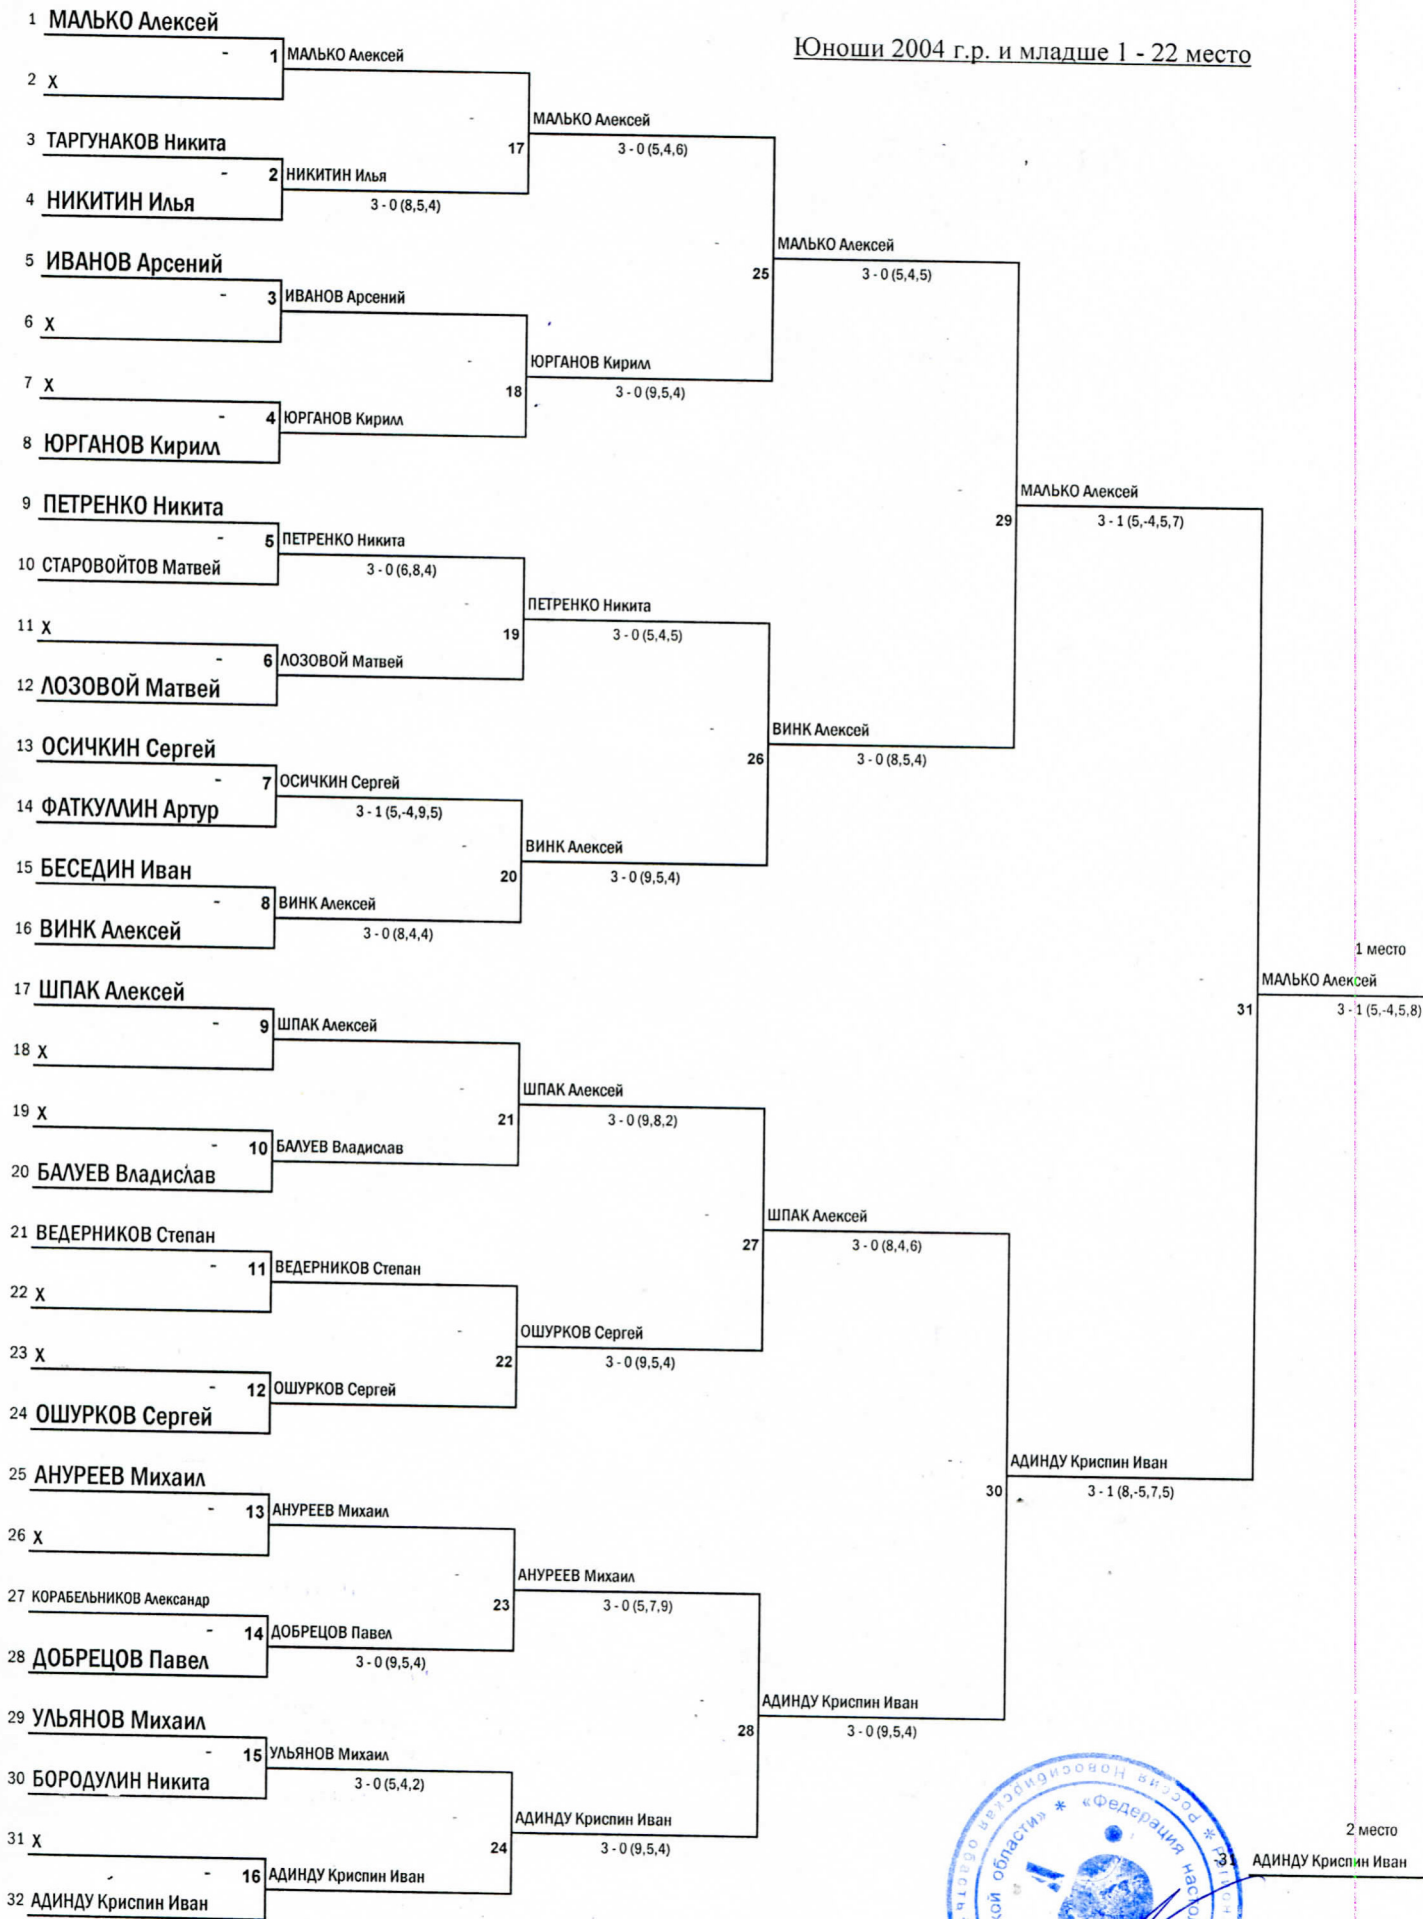 Юноши 2004 г.р. и младше 1 - 22 место
1 МАЛЬКО Алексей
- 1 МАЛЬКО Алексей
2 X
- МАЛЬКО Алексей
17 3 - 0 (5,4,6)
3 ТАРГУНАКОВ Никита
- 2 НИКИТИН Илья
4 НИКИТИН Илья 3 - 0 (8,5,4)
- МАЛЬКО Алексей
25 3 - 0 (5,4,5)
5 ИВАНОВ Арсений
- 3 ИВАНОВ Арсений
6 X
- ЮРГАНОВ Кирилл
18 3 - 0 (9,5,4)
7 X
- 4 ЮРГАНОВ Кирилл
8 ЮРГАНОВ Кирилл
- МАЛЬКО Алексей
29 3 - 1 (5,-4,5,7)
9 ПЕТРЕНКО Никита
- 5 ПЕТРЕНКО Никита
10 СТАРОВОЙТОВ Матвей 3 - 0 (6,8,4)
- ПЕТРЕНКО Никита
19 3 - 0 (5,4,5)
11 X
- 6 ЛОЗОВОЙ Матвей
12 ЛОЗОВОЙ Матвей
- ВИНК Алексей
26 3 - 0 (8,5,4)
13 ОСИЧКИН Сергей
- 7 ОСИЧКИН Сергей
14 ФАТКУЛЛИН Артур 3 - 1 (5,-4,9,5)
- ВИНК Алексей
20 3 - 0 (9,5,4)
15 БЕСЕДИН Иван
- 8 ВИНК Алексей
16 ВИНК Алексей 3 - 0 (8,4,4)
1 место
- МАЛЬКО Алексей
31 3 - 1 (5,-4,5,8)
17 ШПАК Алексей
- 9 ШПАК Алексей
18 X
- ШПАК Алексей
21 3 - 0 (9,8,2)
19 X
- 10 БАЛУЕВ Владислав
20 БАЛУЕВ Владислав
- ШПАК Алексей
27 3 - 0 (8,4,6)
21 ВЕДЕРНИКОВ Степан
- 11 ВЕДЕРНИКОВ Степан
22 X
- ОШУРКОВ Сергей
22 3 - 0 (9,5,4)
23 X
- 12 ОШУРКОВ Сергей
24 ОШУРКОВ Сергей
АДИНДУ Криспин Иван
30 3 - 1 (8,-5,7,5)
25 АНУРЕЕВ Михаил
- 13 АНУРЕЕВ Михаил
26 X
- АНУРЕЕВ Михаил
23 3 - 0 (5,7,9)
27 КОРАБЕЛЬНИКОВ Александр
- 14 ДОБРЕЦОВ Павел
28 ДОБРЕЦОВ Павел 3 - 0 (9,5,4)
- АДИНДУ Криспин Иван
28 3 - 0 (9,5,4)
29 УЛЬЯНОВ Михаил
- 15 УЛЬЯНОВ Михаил
30 БОРОДУЛИН Никита 3 - 0 (5,4,2)
АДИНДУ Криспин Иван
24 3 - 0 (9,5,4)
31 X
- 16 АДИНДУ Криспин Иван
32 АДИНДУ Криспин Иван
2 место
-31 АДИНДУ Криспин Иван
Россия Новосибирская область
кой области» * «Федерация